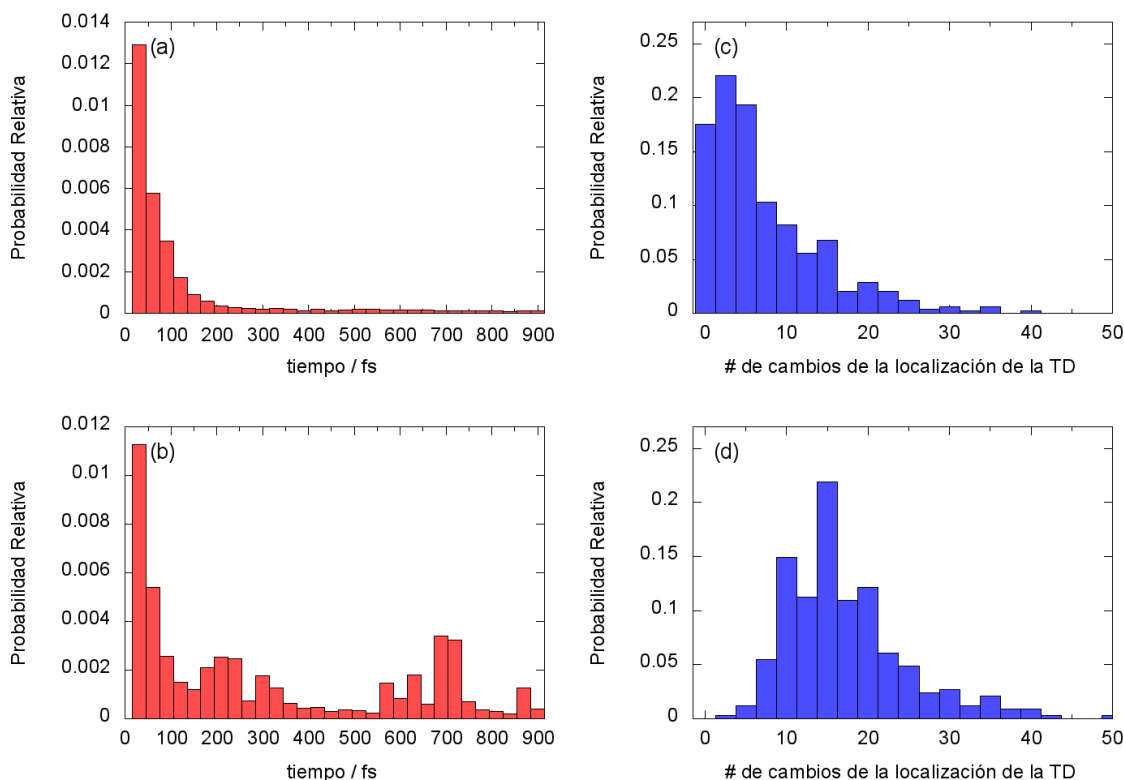 (a)
Probabilidad Relativa
0.014
0.012
0.01
0.008
0.006
0.004
0.002
0
0 100 200 300 400 500 600 700 800 900
tiempo / fs
(c)
Probabilidad Relativa
0.25
0.2
0.15
0.1
0.05
0
0 10 20 30 40 50
# de cambios de la localización de la TD
(b)
Probabilidad Relativa
0.012
0.01
0.008
0.006
0.004
0.002
0
0 100 200 300 400 500 600 700 800 900
tiempo / fs
(d)
Probabilidad Relativa
0.25
0.2
0.15
0.1
0.05
0
0 10 20 30 40 50
# de cambios de la localización de la TD